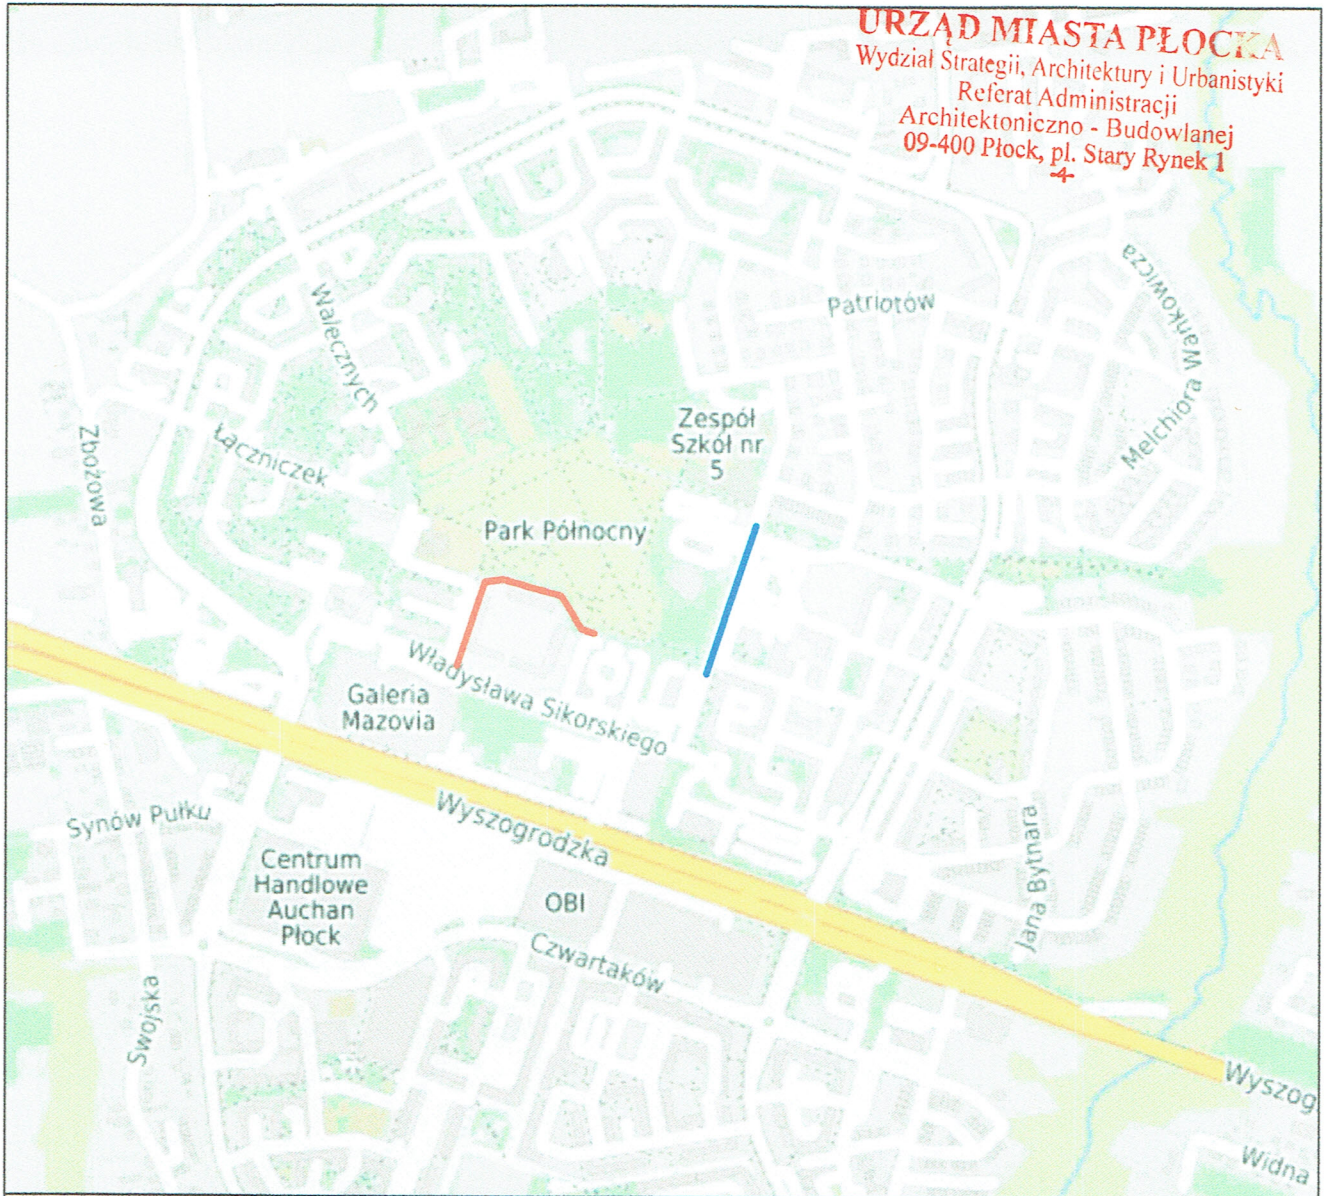 URZĄD MIASTA PŁOCKA
Wydział Strategii, Architektury i Urbanistyki
Referat Administracji
Architektoniczno - Budowlanej
09-400 Płock, pl. Stary Rynek 1
-4-
Mańkowicza
Melchiora
Patriotów
Walecznych
Zespół
Szkół nr
5
Zbożowa
Łączniczek
Park Północny
Władysława Sikorskiego
Galeria
Mazovia
Wyszogrodzka
Synów Pułku
Centrum
Handlowe
Auchan
Płock
OBI
Jana Bytnara
Czwartaków
Swojska
Wyszog
Widna